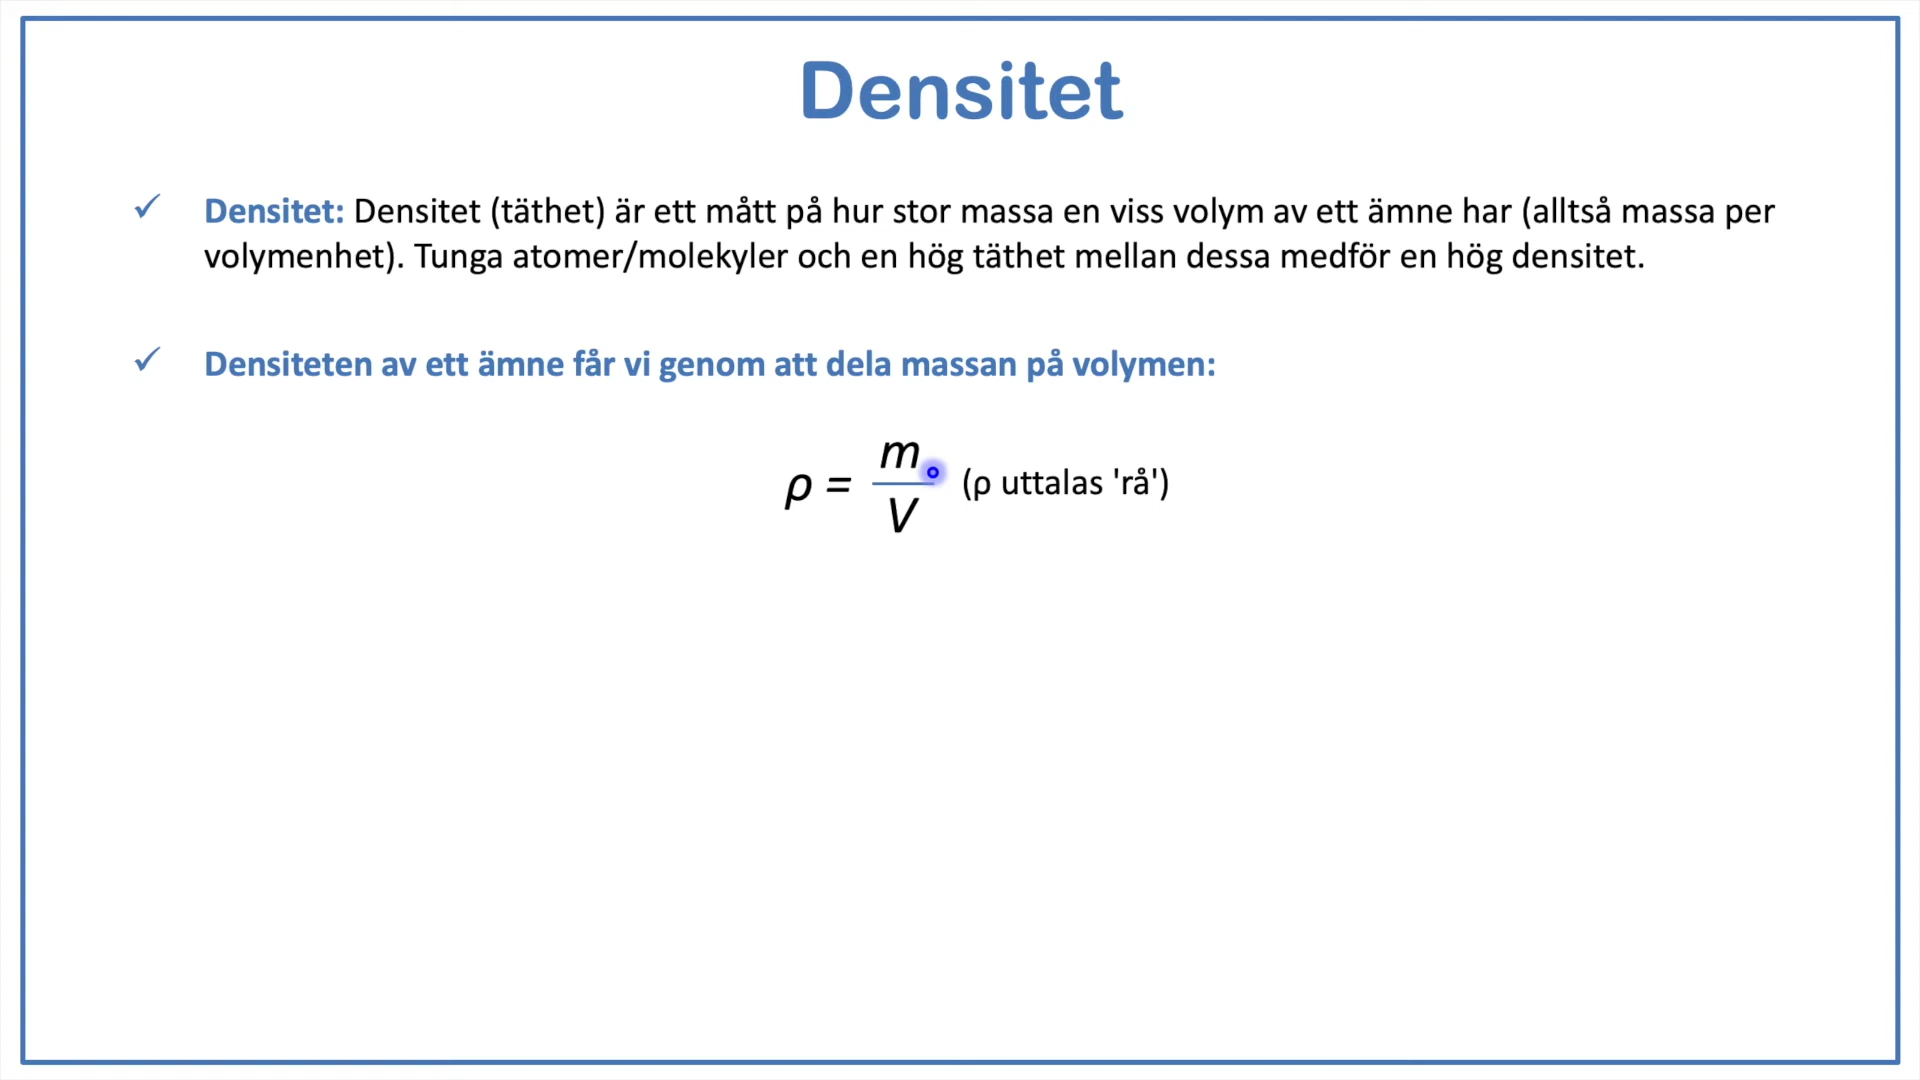 Densitet
✓ Densitet: Densitet (täthet) är ett mått på hur stor massa en viss volym av ett ämne har (alltså massa per
volymenhet). Tunga atomer/molekyler och en hög täthet mellan dessa medför en hög densitet.
✓ Densiteten av ett ämne får vi genom att dela massan på volymen:
ρ = m/V (ρ uttalas 'rå')